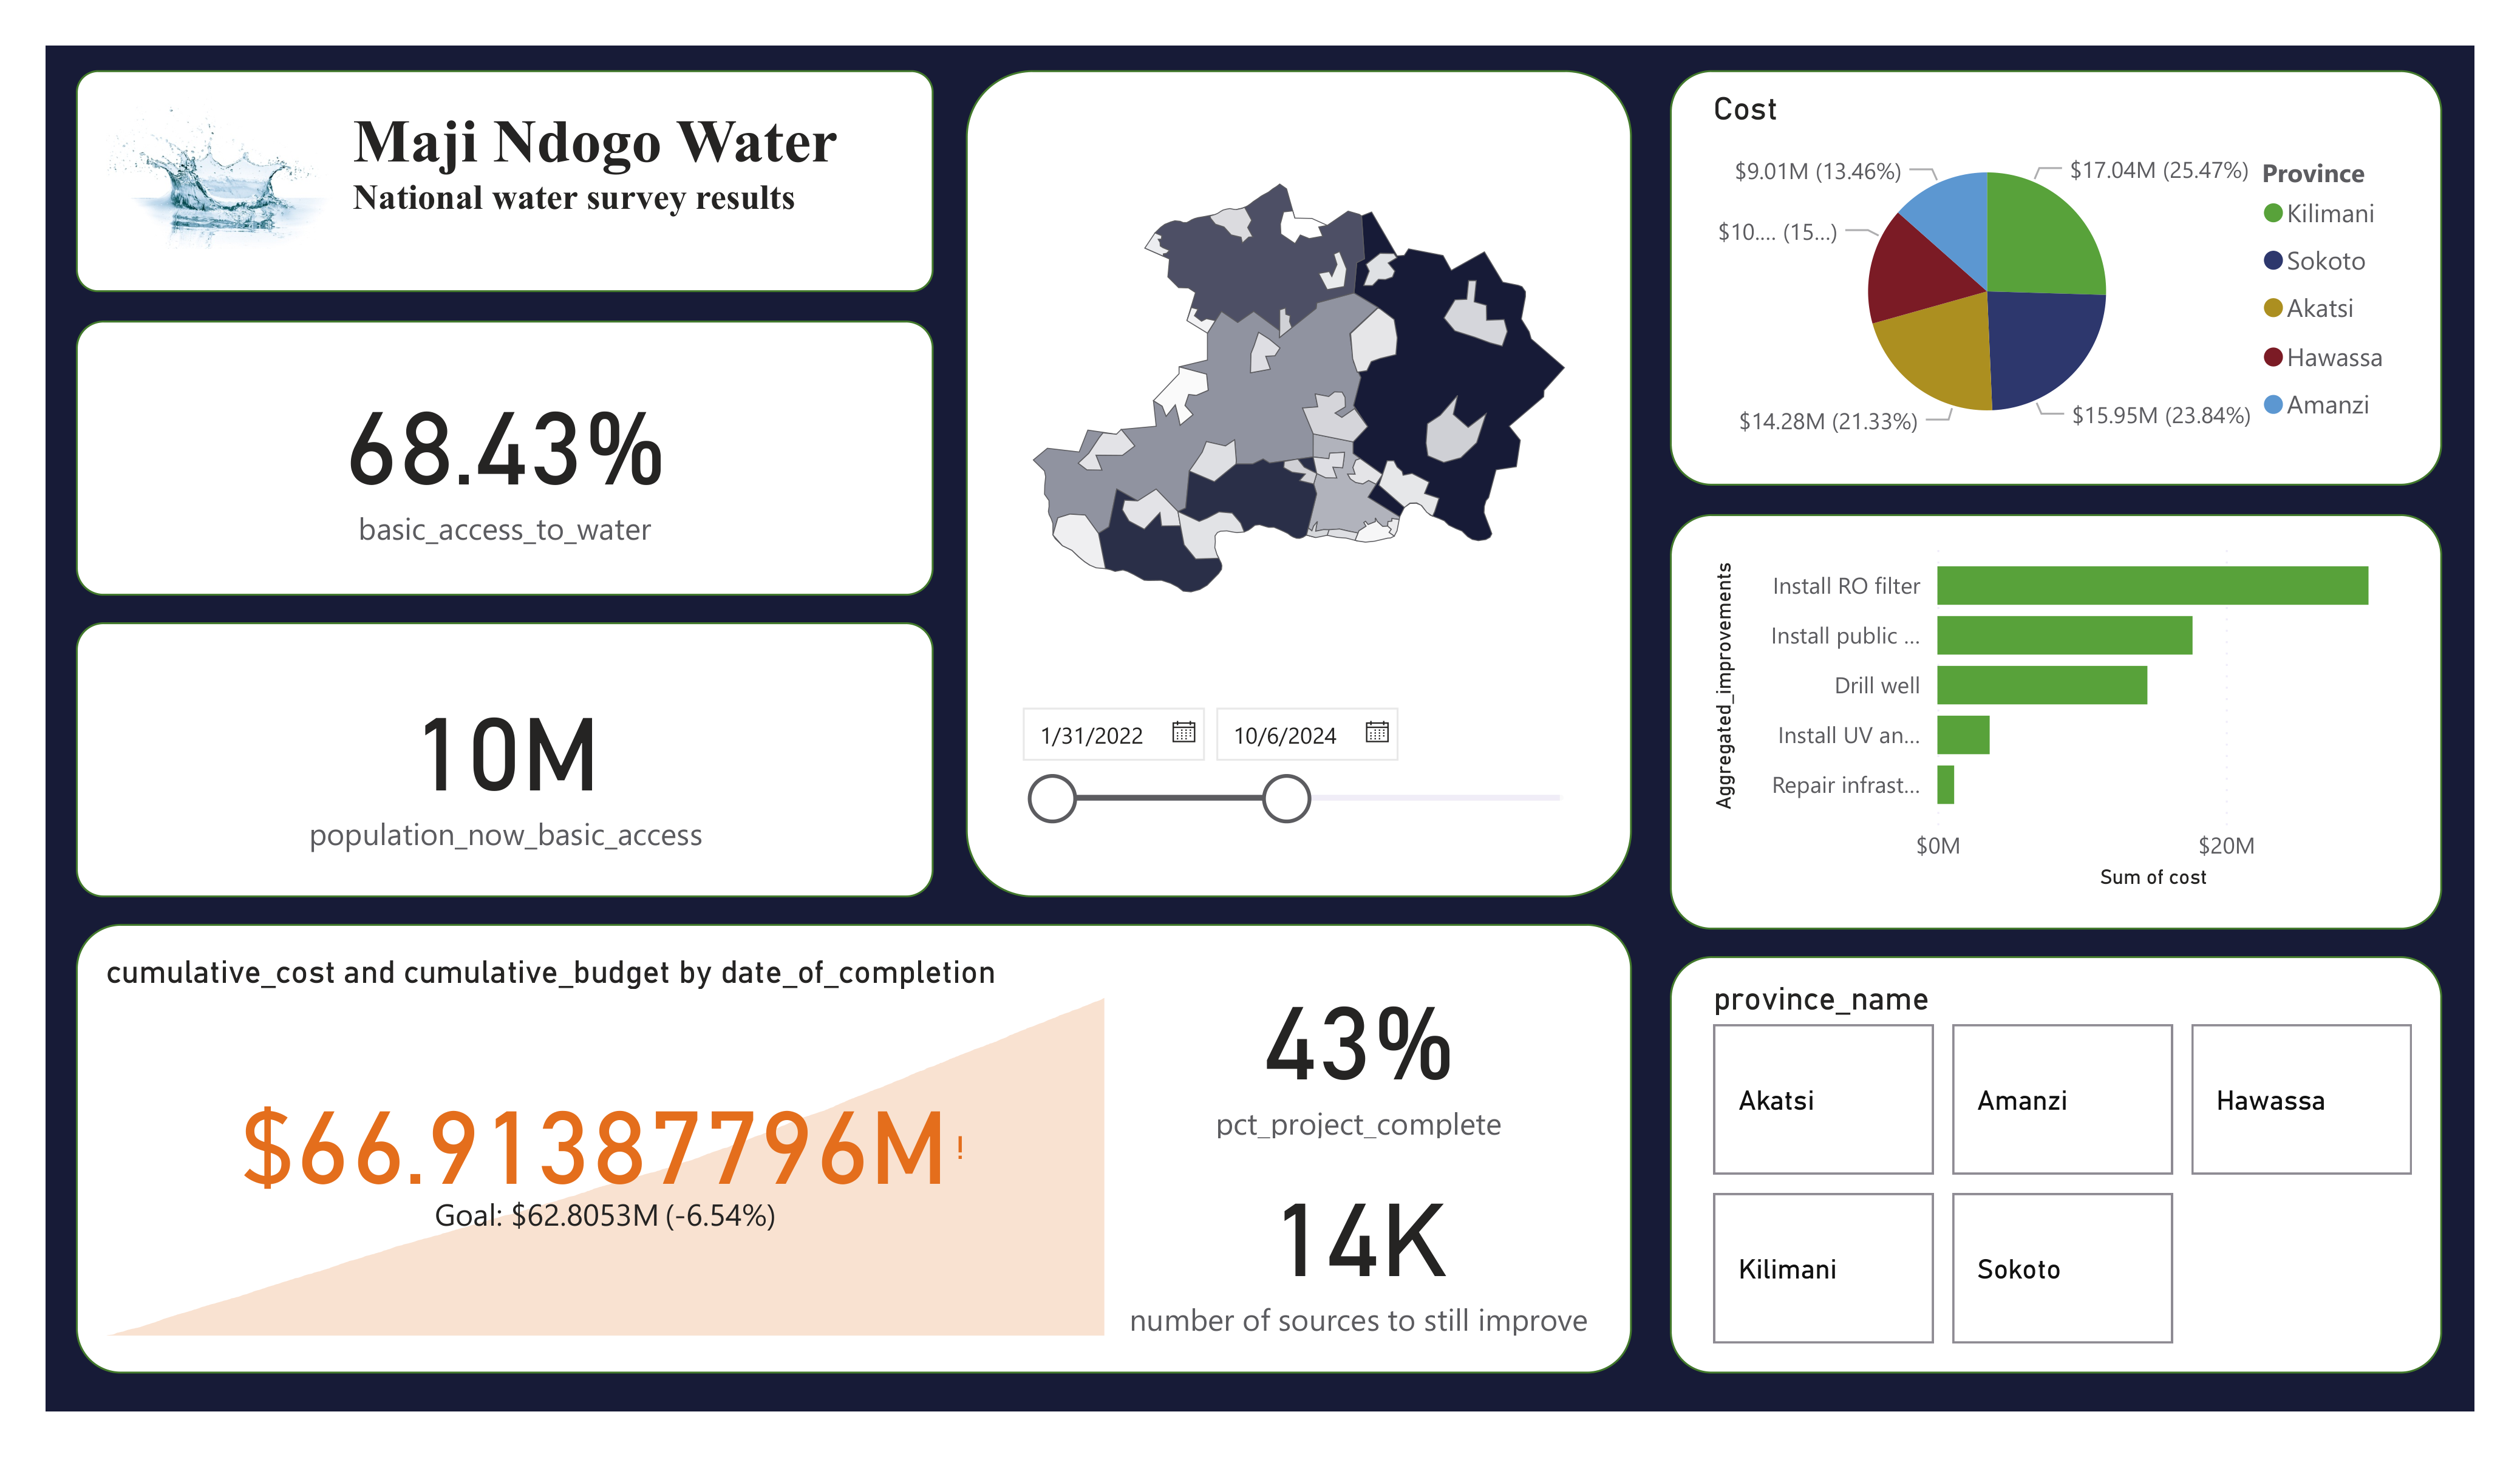 Maji Ndogo Water
National water survey results
68.43%
basic_access_to_water
10M
population_now_basic_access
1/31/2022
10/6/2024
Cost
$9.01M (13.46%)
$17.04M (25.47%)
$10.... (15...)
$14.28M (21.33%)
$15.95M (23.84%)
Province
Kilimani
Sokoto
Akatsi
Hawassa
Amanzi
Aggregated_improvements
Install RO filter
Install public ...
Drill well
Install UV an...
Repair infrast...
$0M
$20M
Sum of cost
cumulative_cost and cumulative_budget by date_of_completion
$66.91387796M!
Goal: $62.8053M (-6.54%)
43%
pct_project_complete
14K
number of sources to still improve
province_name
Akatsi
Amanzi
Hawassa
Kilimani
Sokoto